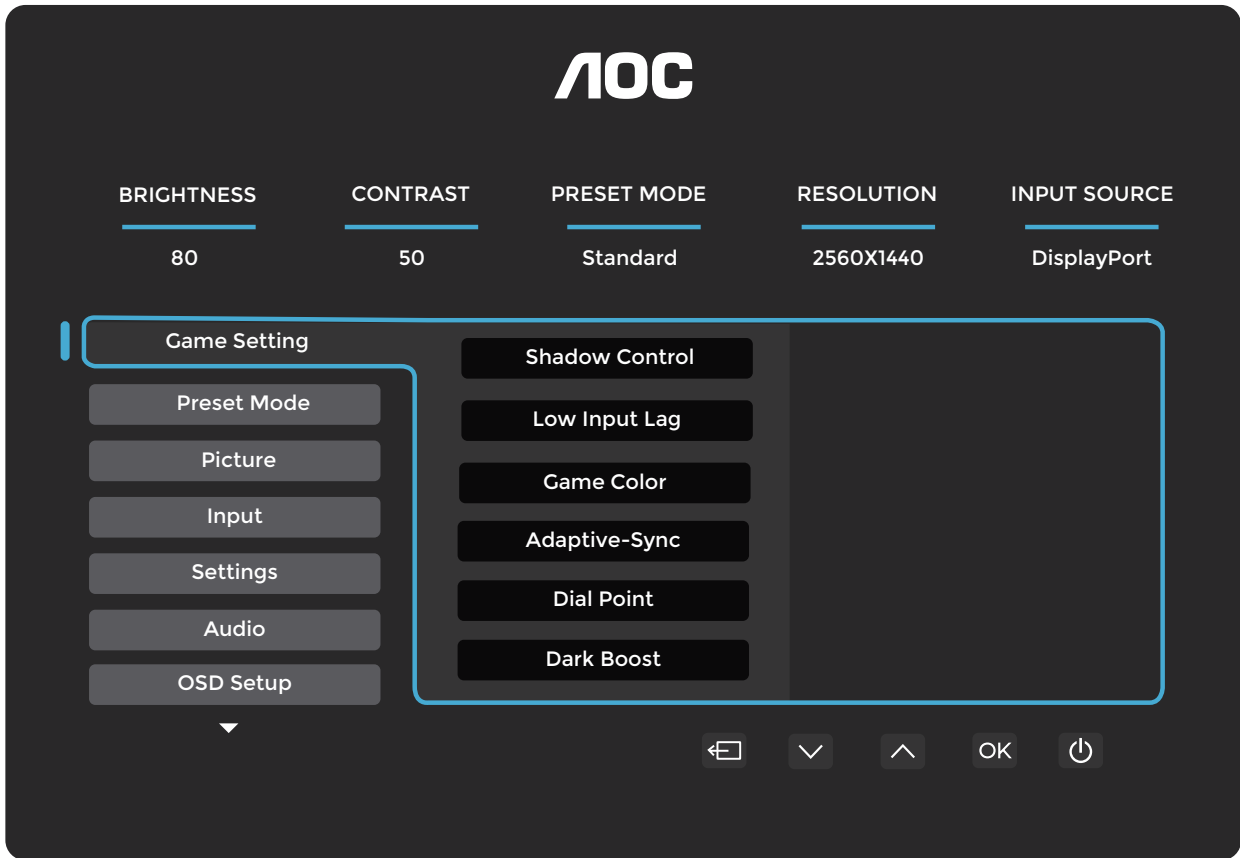 AOC
BRIGHTNESS CONTRAST PRESET MODE RESOLUTION INPUT SOURCE
80 50 Standard 2560X1440 DisplayPort
Game Setting
Preset Mode
Picture
Input
Settings
Audio
OSD Setup
Shadow Control
Low Input Lag
Game Color
Adaptive-Sync
Dial Point
Dark Boost
OK